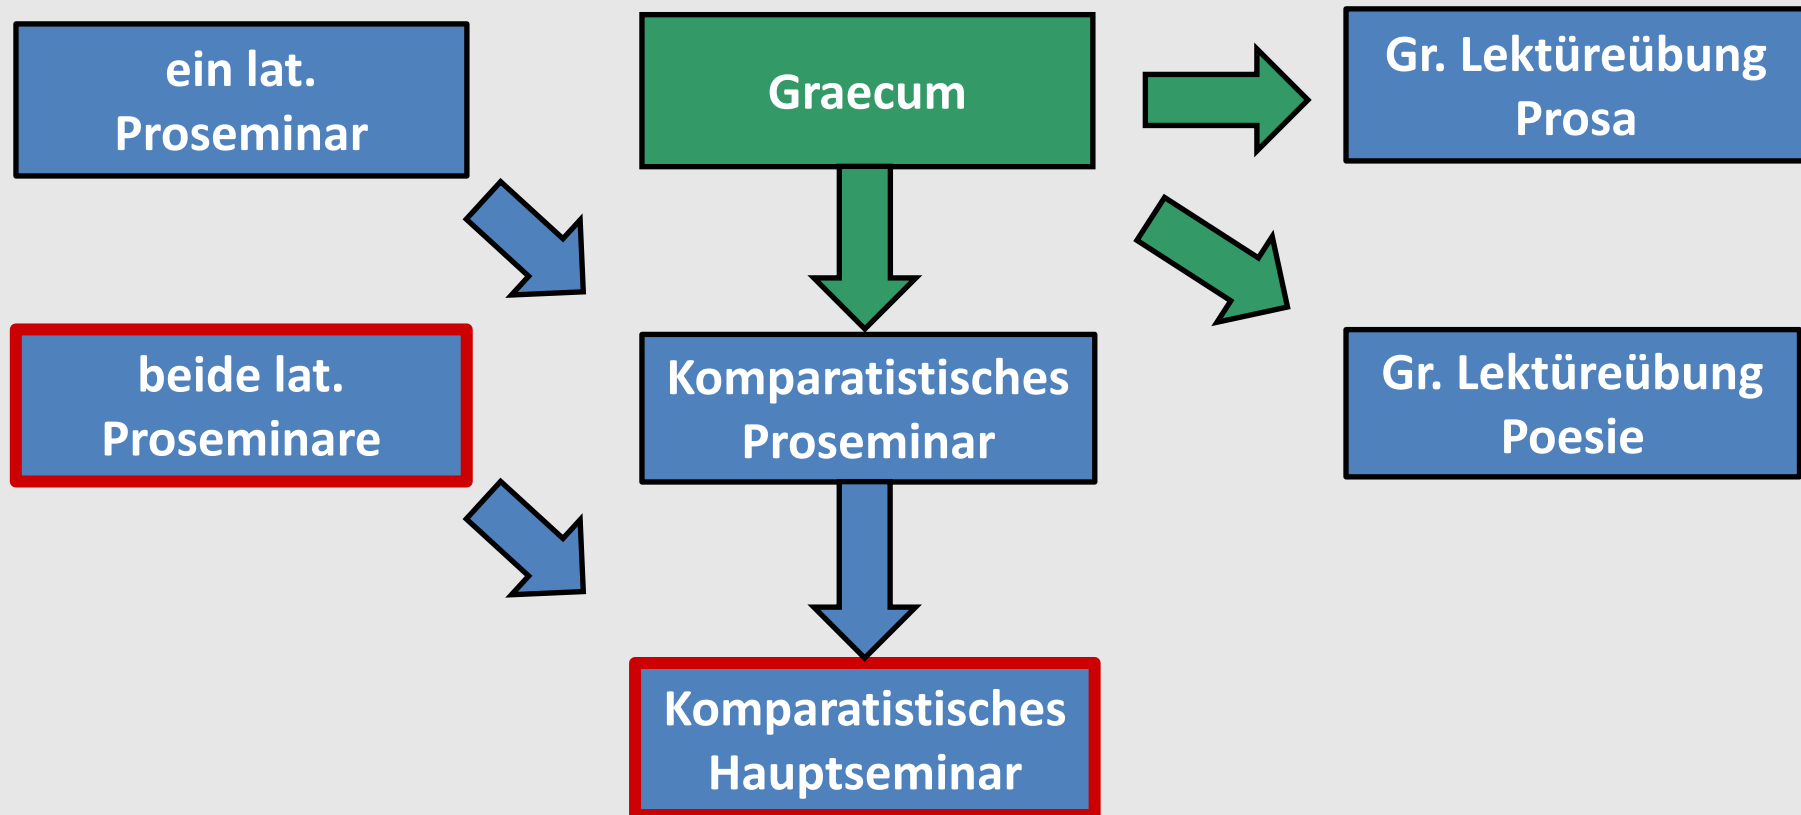 ein lat.
Proseminar
Graecum
Gr. Lektüreübung
Prosa
beide lat.
Proseminare
Komparatistisches
Proseminar
Gr. Lektüreübung
Poesie
Komparatistisches
Hauptseminar